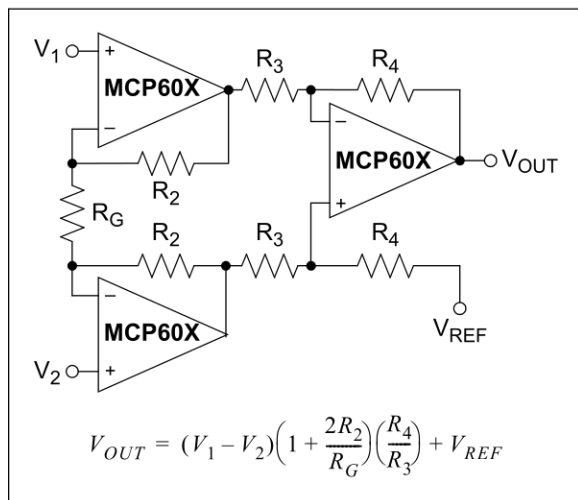 V1
MCP60X
R3
R4
R2
MCP60X
VOUT
RG
R2
R3
R4
MCP60X
VREF
V2
VOUT = (V1 – V2)(1 + 2R2/RG)(R4/R3) + VREF